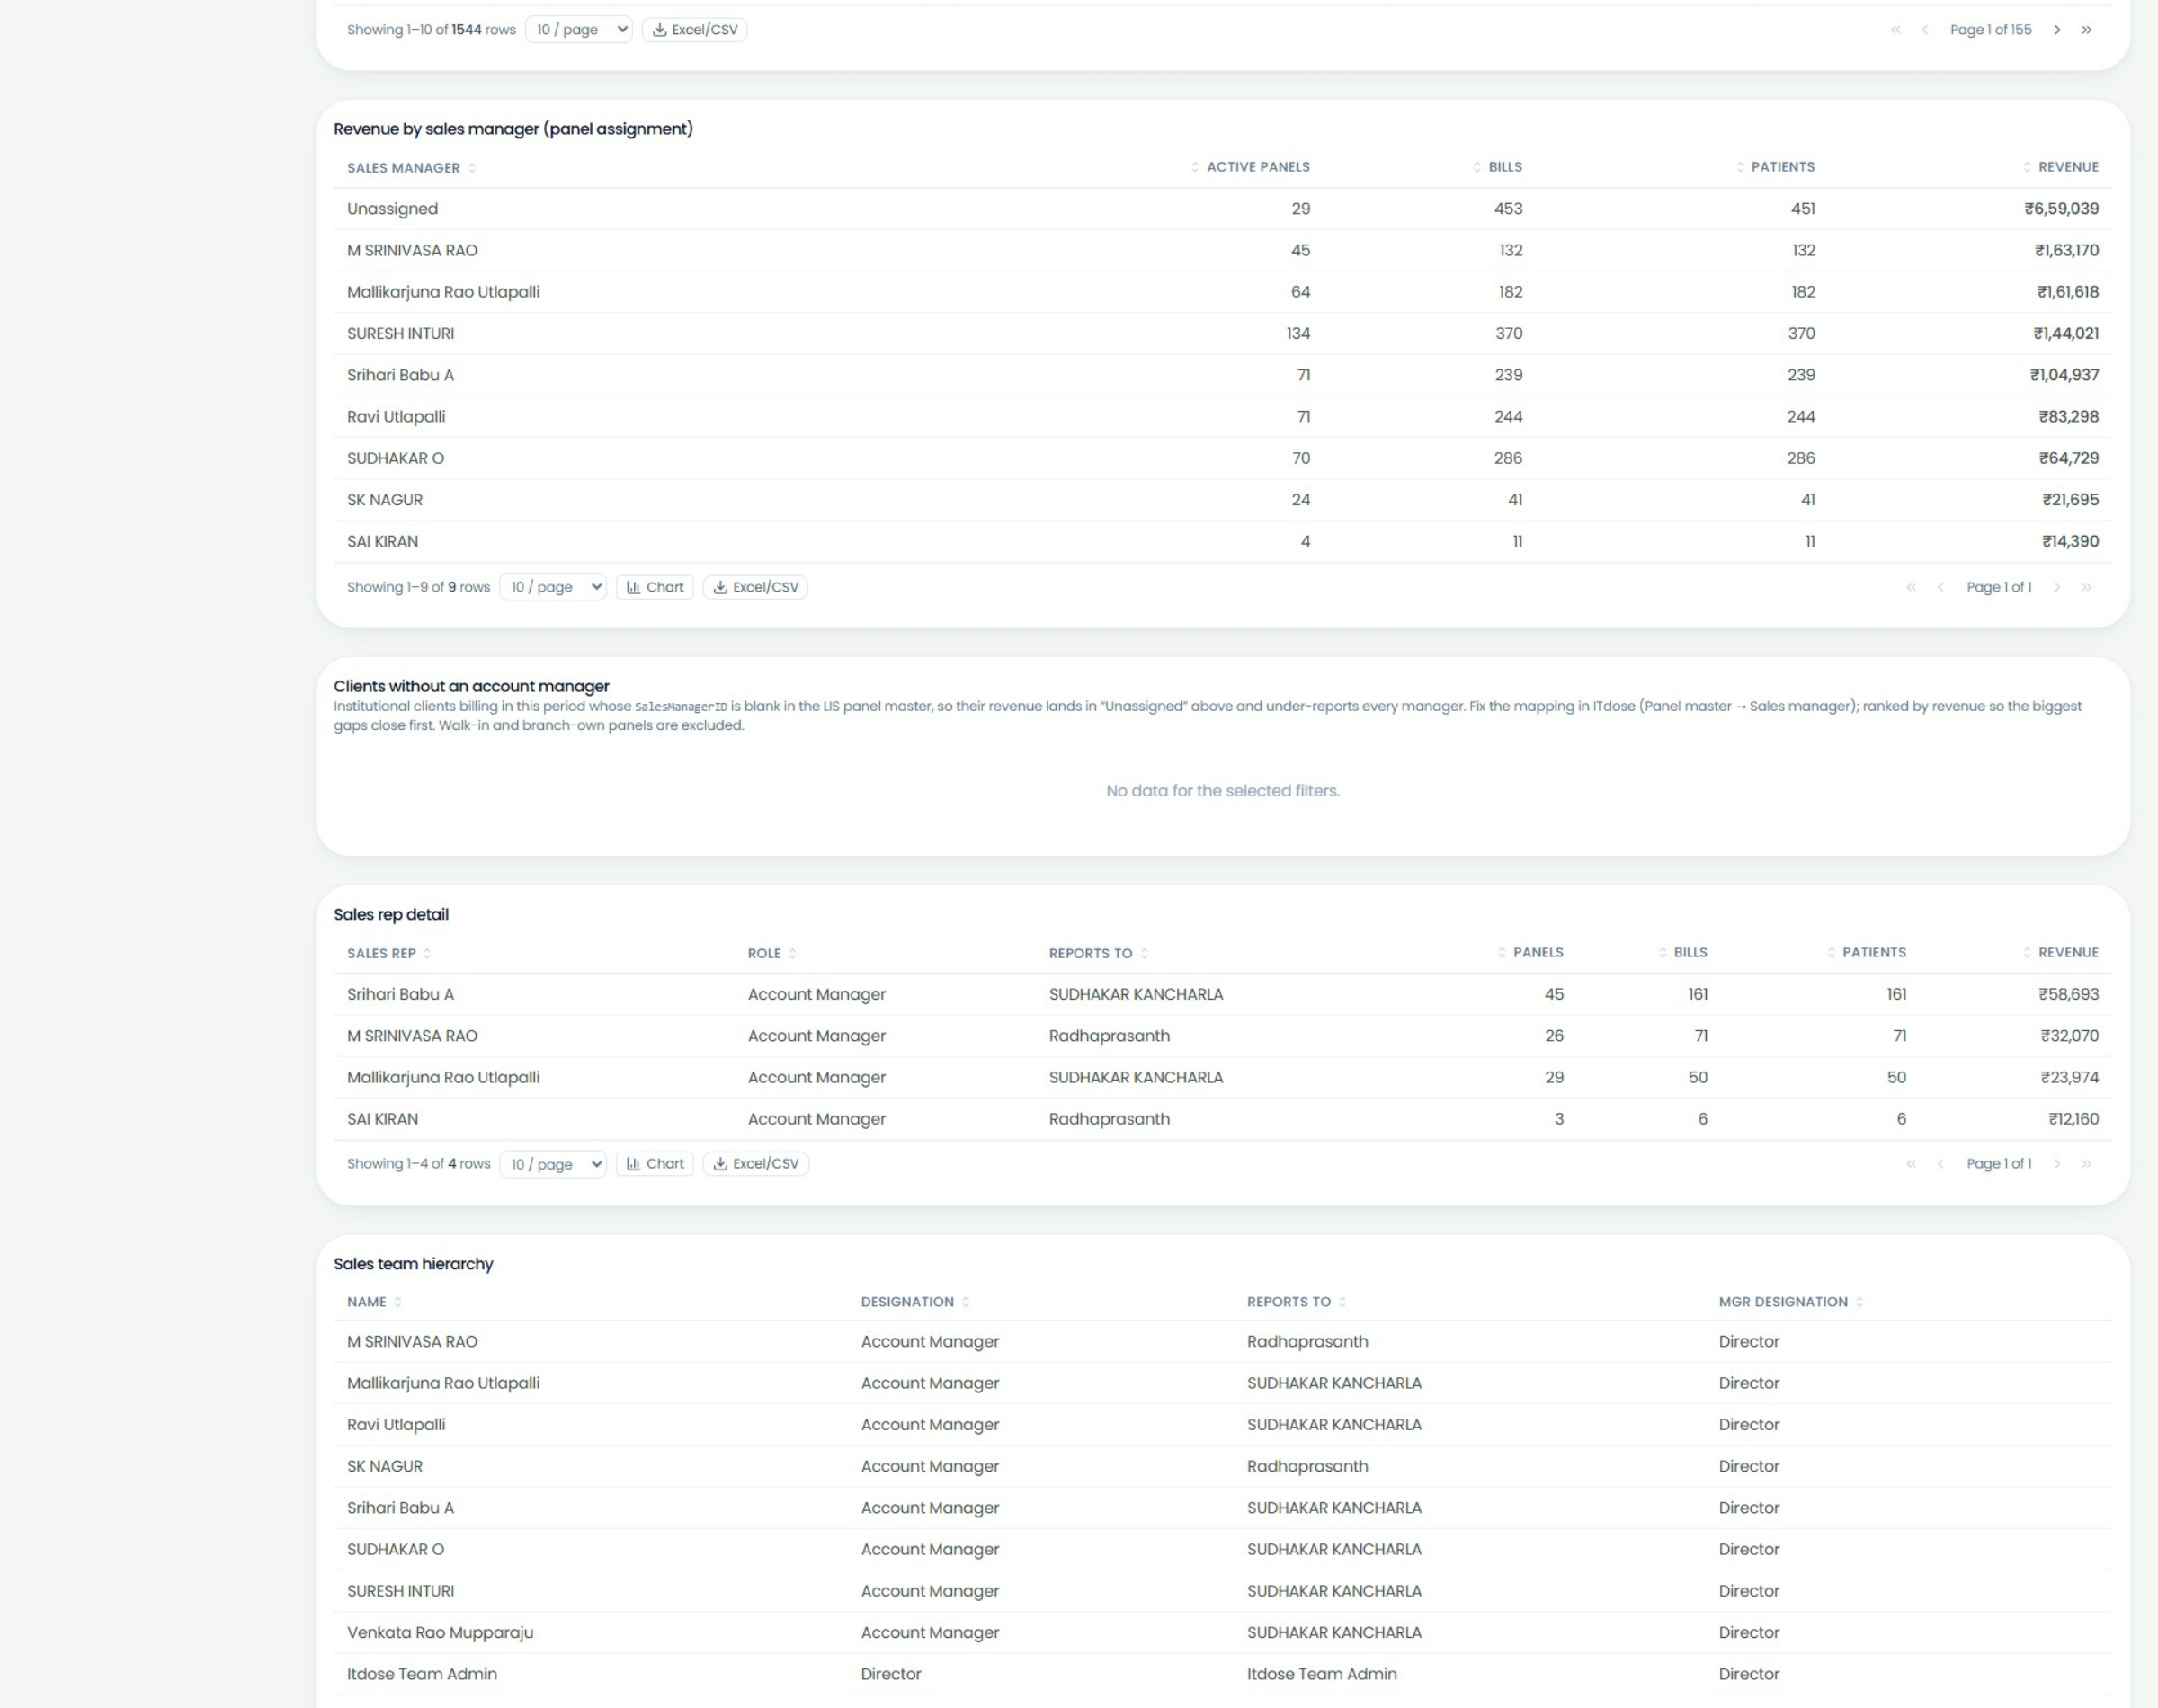 Showing 1–10 of 1544 rows 10 / page Excel/CSV « ‹ Page 1 of 155 › »
Revenue by sales manager (panel assignment)
SALES MANAGER ACTIVE PANELS BILLS PATIENTS REVENUE
Unassigned 29 453 451 ₹6,59,039
M SRINIVASA RAO 45 132 132 ₹1,63,170
Mallikarjuna Rao Utlapalli 64 182 182 ₹1,61,618
SURESH INTURI 134 370 370 ₹1,44,021
Srihari Babu A 71 239 239 ₹1,04,937
Ravi Utlapalli 71 244 244 ₹83,298
SUDHAKAR O 70 286 286 ₹64,729
SK NAGUR 24 41 41 ₹21,695
SAI KIRAN 4 11 11 ₹14,390
Showing 1–9 of 9 rows 10 / page Chart Excel/CSV « ‹ Page 1 of 1 › »
Clients without an account manager
Institutional clients billing in this period whose SalesManagerID is blank in the LIS panel master, so their revenue lands in “Unassigned” above and under-reports every manager. Fix the mapping in ITdose (Panel master → Sales manager); ranked by revenue so the biggest
gaps close first. Walk-in and branch-own panels are excluded.
No data for the selected filters.
Sales rep detail
SALES REP ROLE REPORTS TO PANELS BILLS PATIENTS REVENUE
Srihari Babu A Account Manager SUDHAKAR KANCHARLA 45 161 161 ₹58,693
M SRINIVASA RAO Account Manager Radhaprasanth 26 71 71 ₹32,070
Mallikarjuna Rao Utlapalli Account Manager SUDHAKAR KANCHARLA 29 50 50 ₹23,974
SAI KIRAN Account Manager Radhaprasanth 3 6 6 ₹12,160
Showing 1–4 of 4 rows 10 / page Chart Excel/CSV « ‹ Page 1 of 1 › »
Sales team hierarchy
NAME DESIGNATION REPORTS TO MGR DESIGNATION
M SRINIVASA RAO Account Manager Radhaprasanth Director
Mallikarjuna Rao Utlapalli Account Manager SUDHAKAR KANCHARLA Director
Ravi Utlapalli Account Manager SUDHAKAR KANCHARLA Director
SK NAGUR Account Manager Radhaprasanth Director
Srihari Babu A Account Manager SUDHAKAR KANCHARLA Director
SUDHAKAR O Account Manager SUDHAKAR KANCHARLA Director
SURESH INTURI Account Manager SUDHAKAR KANCHARLA Director
Venkata Rao Mupparaju Account Manager SUDHAKAR KANCHARLA Director
Itdose Team Admin Director Itdose Team Admin Director